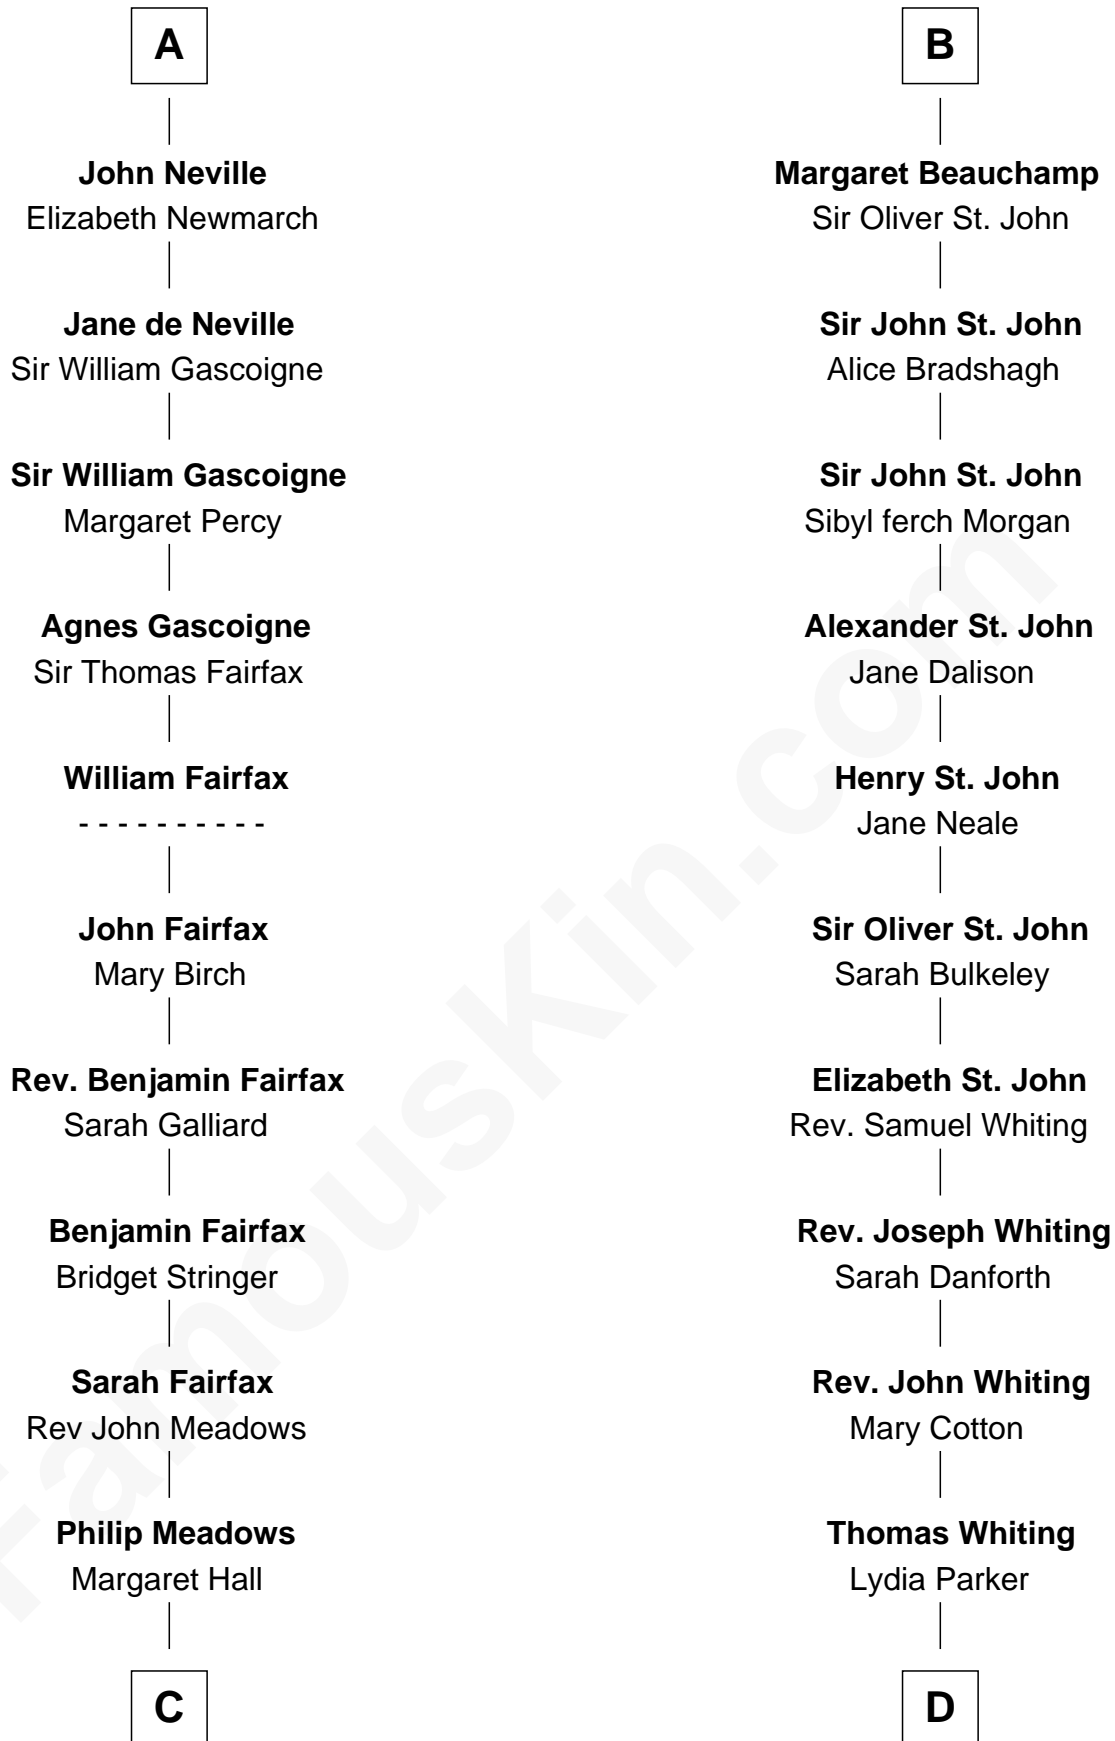 A
John Neville
Elizabeth Newmarch
Jane de Neville
Sir William Gascoigne
Sir William Gascoigne
Margaret Percy
Agnes Gascoigne
Sir Thomas Fairfax
William Fairfax
- - - - - - - - - -
John Fairfax
Mary Birch
Rev. Benjamin Fairfax
Sarah Galliard
Benjamin Fairfax
Bridget Stringer
Sarah Fairfax
Rev John Meadows
Philip Meadows
Margaret Hall
C
B
Margaret Beauchamp
Sir Oliver St. John
Sir John St. John
Alice Bradshagh
Sir John St. John
Sibyl ferch Morgan
Alexander St. John
Jane Dalison
Henry St. John
Jane Neale
Sir Oliver St. John
Sarah Bulkeley
Elizabeth St. John
Rev. Samuel Whiting
Rev. Joseph Whiting
Sarah Danforth
Rev. John Whiting
Mary Cotton
Thomas Whiting
Lydia Parker
D
FamousKin.com